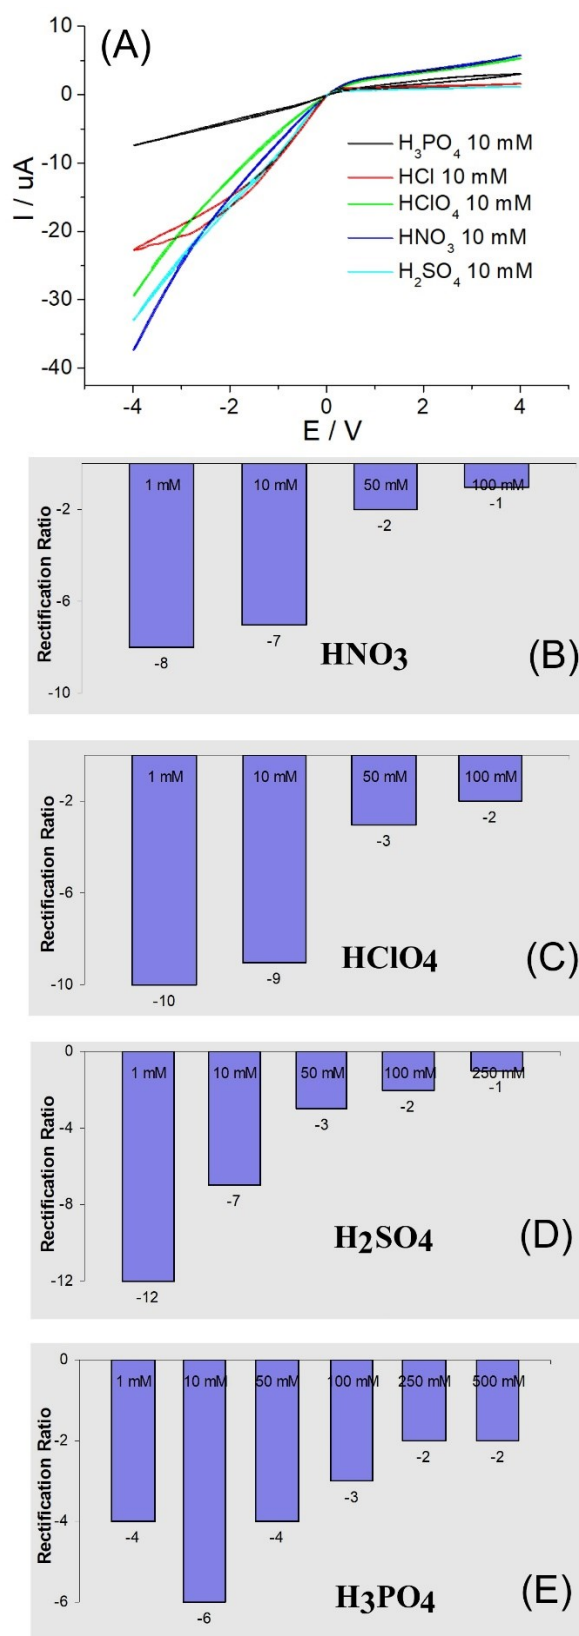 (A)
10
0
-10
-20
-30
-40
I / uA
H₃PO₄ 10 mM
HCl 10 mM
HClO₄ 10 mM
HNO₃ 10 mM
H₂SO₄ 10 mM
-4 -2 0 2 4
E / V
Rectification Ratio
-2
-6
-10
1 mM 10 mM 50 mM 100 mM
-8 -7 -2 -1
HNO3
(B)
Rectification Ratio
-2
-6
-10
1 mM 10 mM 50 mM 100 mM
-10 -9 -3 -2
HClO4
(C)
Rectification Ratio
0
-4
-8
-12
1 mM 10 mM 50 mM 100 mM 250 mM
-12 -7 -3 -2 -1
H2SO4
(D)
Rectification Ratio
0
-2
-4
-6
1 mM 10 mM 50 mM 100 mM 250 mM 500 mM
-4 -6 -4 -3 -2 -2
H3PO4
(E)